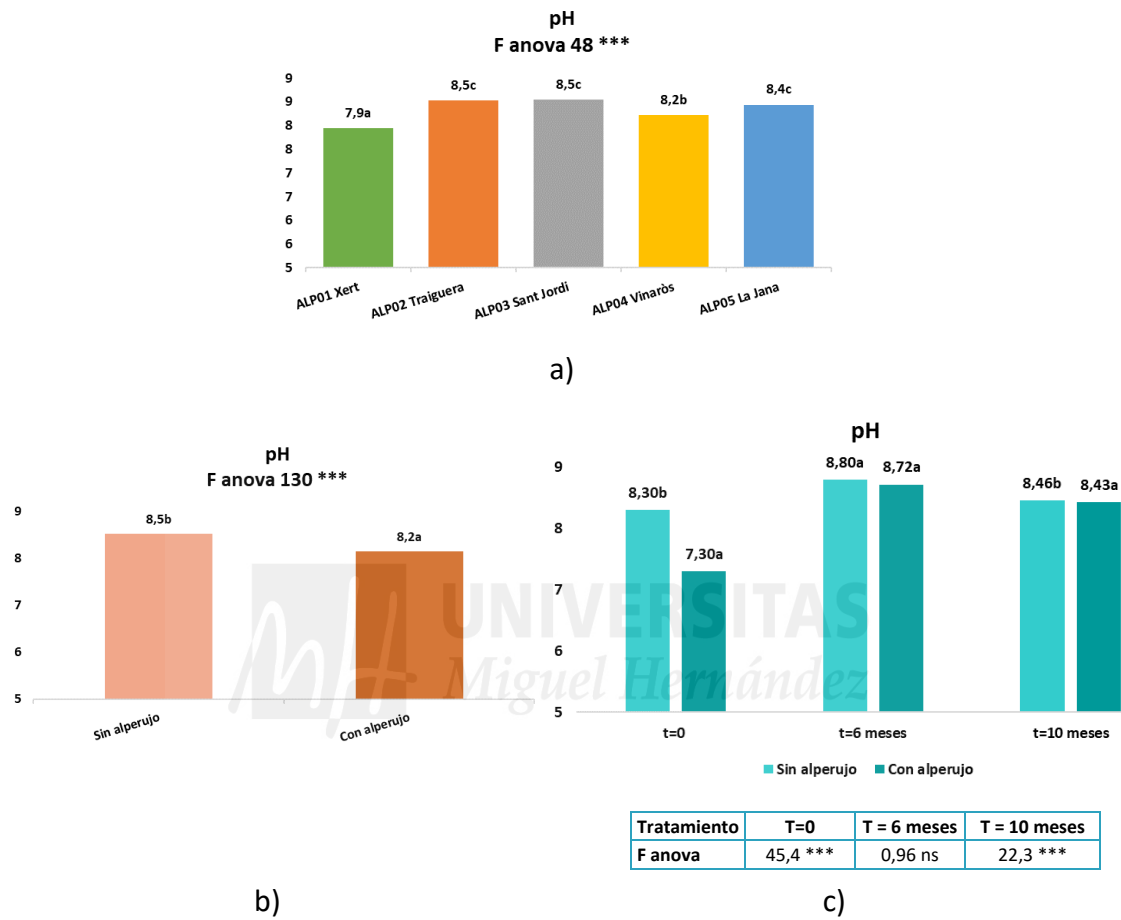 pH
F anova 48 ***
9
9
8
8
7
7
6
6
5
7,9a
8,5c
8,5c
8,2b
8,4c
ALP01 Xert
ALP02 Traiguera
ALP03 Sant Jordi
ALP04 Vinaròs
ALP05 La Jana
a)
pH
F anova 130 ***
9
8
7
6
5
8,5b
8,2a
Sin alperujo
Con alperujo
b)
pH
9
8
7
6
5
8,30b
7,30a
8,80a
8,72a
8,46b
8,43a
t=0
t=6 meses
t=10 meses
Sin alperujo
Con alperujo
Tratamiento T=0 T = 6 meses T = 10 meses
F anova 45,4 *** 0,96 ns 22,3 ***
c)
UNIVERSITAS
Miguel Hernández